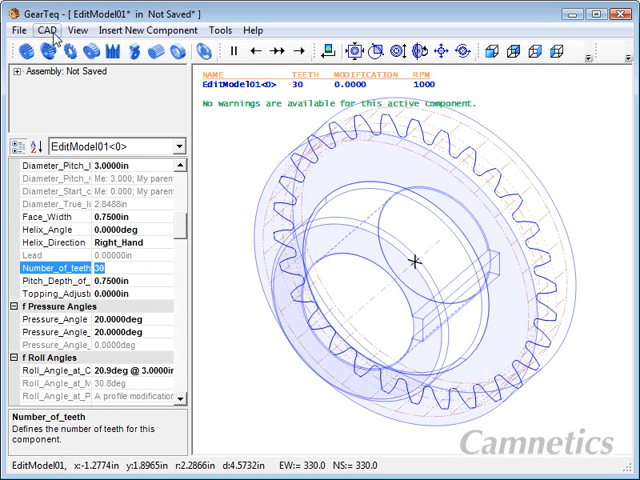 GearTeq - [ EditModel01*  in  Not Saved* ]
File CAD View Insert New Component Tools Help
Assembly: Not Saved
EditModel01<0>
Diameter_Pitch_ 3.0000in
Diameter_Pitch_ Me: 3.000; My parent
Diameter_Start_c Me: 3.000; My parent
Diameter_True_I 2.8488in
Face_Width 0.7500in
Helix_Angle 0.0000deg
Helix_Direction Right_Hand
Lead 0.00000in
Number_of_teeth 30
Pitch_Depth_of_ 0.7500in
Topping_Adjust 0.0000in
f Pressure Angles
Pressure_Angle 20.0000deg
Pressure_Angle_ 20.0000deg
Pressure_Angle_ 0.0000deg
f Roll Angles
Roll_Angle_at_C 20.9deg @ 3.0000in
Roll_Angle_at_M 30.8deg
Roll_Angle_at_P A profile modification
Number_of_teeth
Defines the number of teeth for this
component.
NAME TEETH MODIFICATION RPM
EditModel01<0> 30 0.0000 1000
No warnings are available for this active component.
Camnetics
EditModel01, x:-1.2774in y:1.8965in r:2.2866in d:4.5732in EW:= 330.0 NS:= 330.0